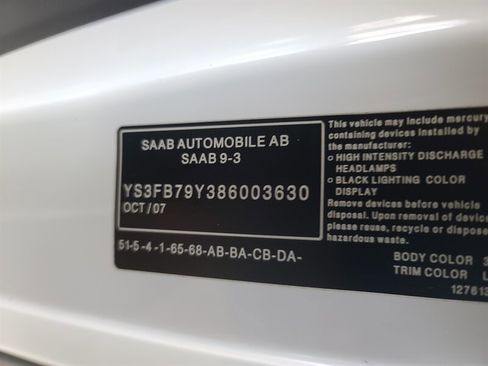 SAAB AUTOMOBILE AB
SAAB 9-3
YS3FB79Y386003630
OCT / 07
51-5 -4 -1-65-68-AB-BA-CB-DA-
This vehicle may include mercury
containing devices installed by
the manufacturer:
○ HIGH INTENSITY DISCHARGE
HEADLAMPS
○ BLACK LIGHTING COLOR
DISPLAY
Remove devices before vehicle
disposal. Upon removal of devices
please reuse, recycle or dispose
hazardous waste.
BODY COLOR 3
TRIM COLOR L
127613